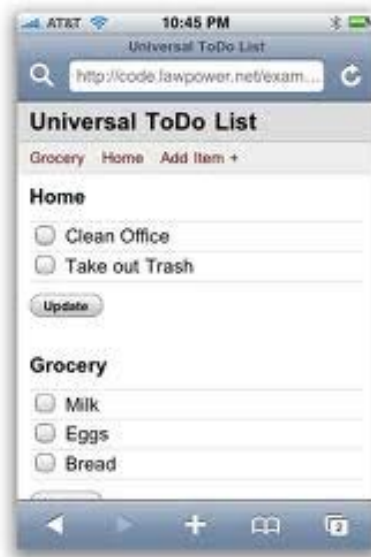 AT&T 10:45 PM
Universal ToDo List
http://code.lawpower.net/exam....
Universal ToDo List
Grocery Home Add Item +
Home
Clean Office
Take out Trash
Update
Grocery
Milk
Eggs
Bread
2